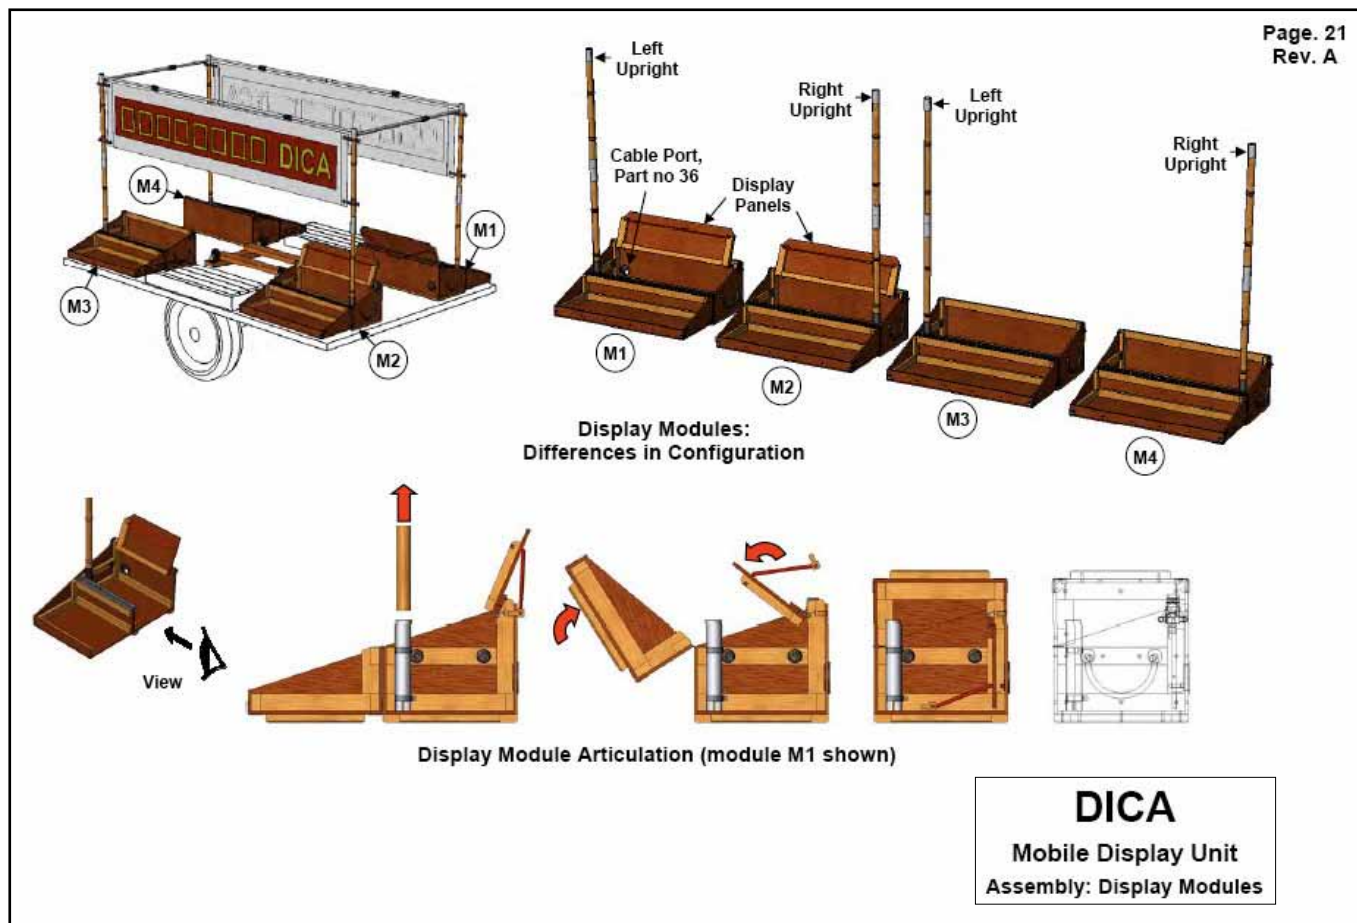 Page. 21
Rev. A
Left
Upright
Right
Upright
Left
Upright
Right
Upright
Cable Port,
Part no 36
Display
Panels
DICA
M4
M1
M3
M2
M1
M2
M3
M4
Display Modules:
Differences in Configuration
View
Display Module Articulation (module M1 shown)
DICA
Mobile Display Unit
Assembly: Display Modules